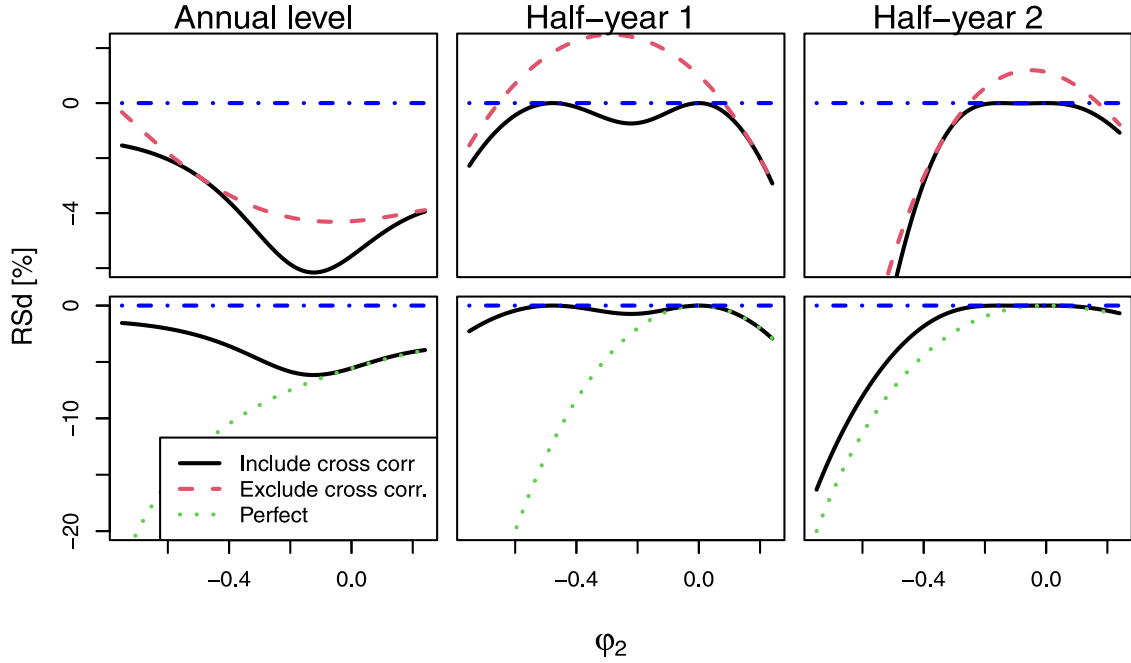 Annual level
Half−year 1
Half−year 2
RSd [%]
0
−4
0
−10
−20
Include cross corr
Exclude cross corr.
Perfect
−0.4
0.0
−0.4
0.0
−0.4
0.0
φ2